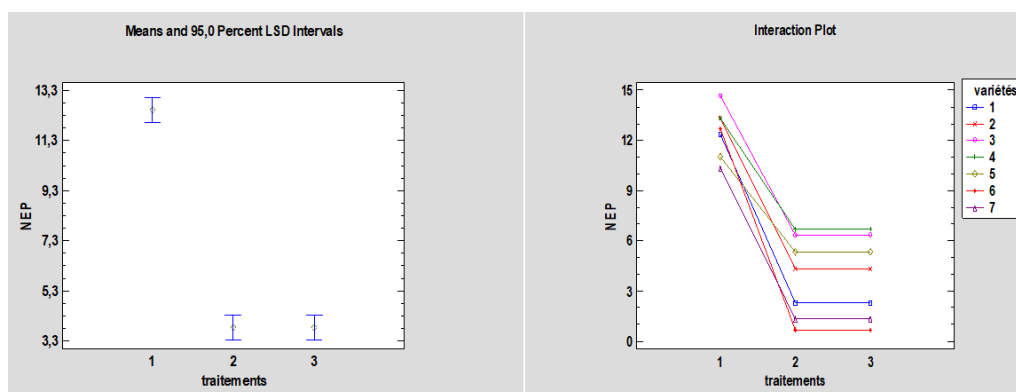 Means and 95,0 Percent LSD Intervals
13,3
11,3
9,3
7,3
5,3
3,3
NEP
1 2 3
traitements
Interaction Plot
15
12
9
6
3
0
NEP
1 2 3
traitements
variétés
1
2
3
4
5
6
7